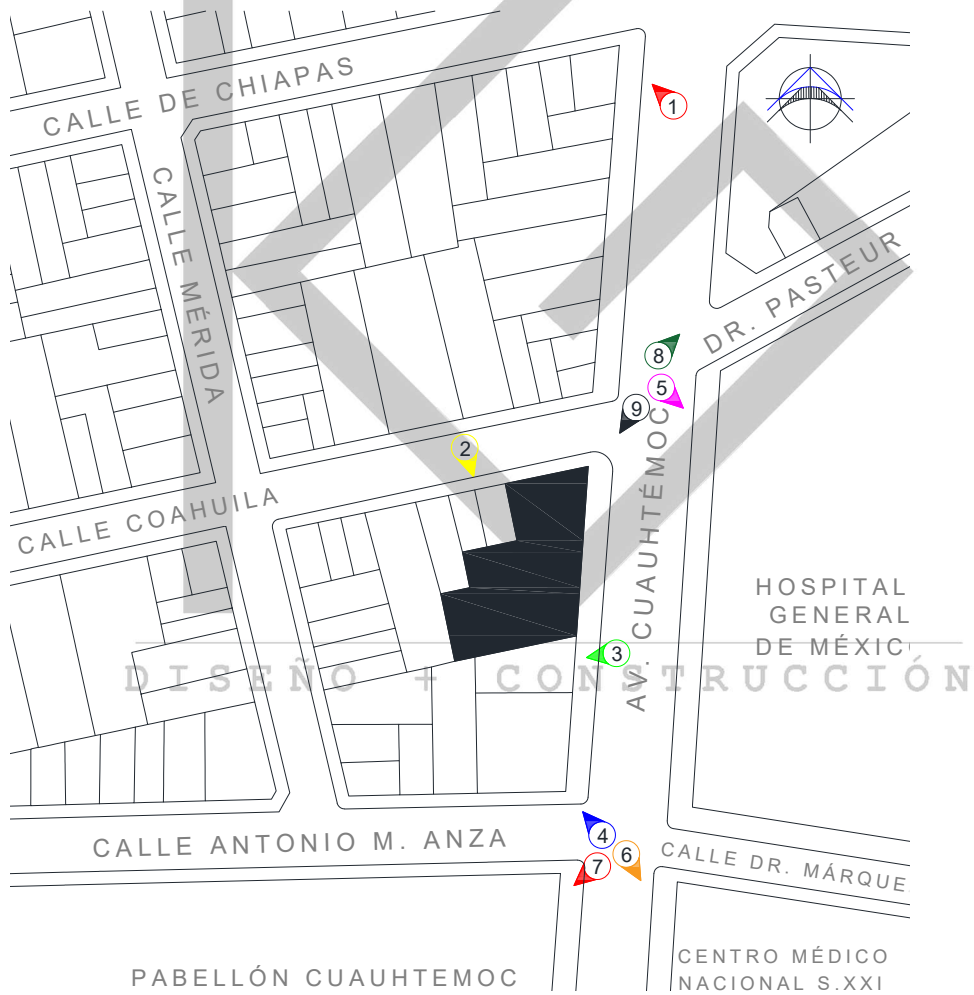 CALLE DE CHIAPAS
1
CALLE MÉRIDA
DR. PASTEUR
8
5
9
2
AV. CUAUHTÉMOC
CALLE COAHUILA
HOSPITAL
GENERAL
DE MÉXIC
3
DISEÑO + CONSTRUCCIÓN
4
CALLE ANTONIO M. ANZA
6
7
CALLE DR. MÁRQUE
CENTRO MÉDICO
NACIONAL S.XXI
PABELLÓN CUAUHTEMOC